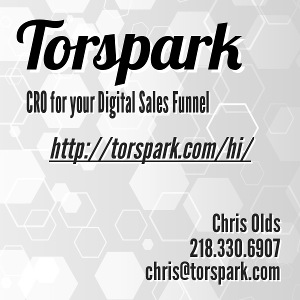 Torspark
CRO for your Digital Sales Funnel
http://torspark.com/hi/
Chris Olds
218.330.6907
chris@torspark.com